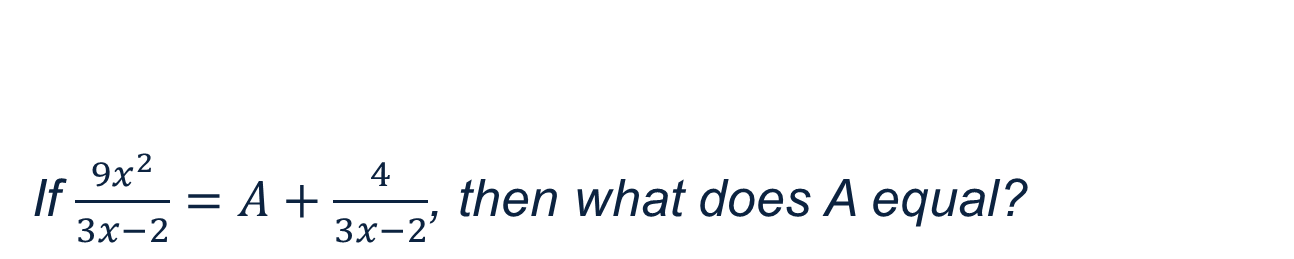 If 9x²/3x−2 = A + 4/3x−2, then what does A equal?